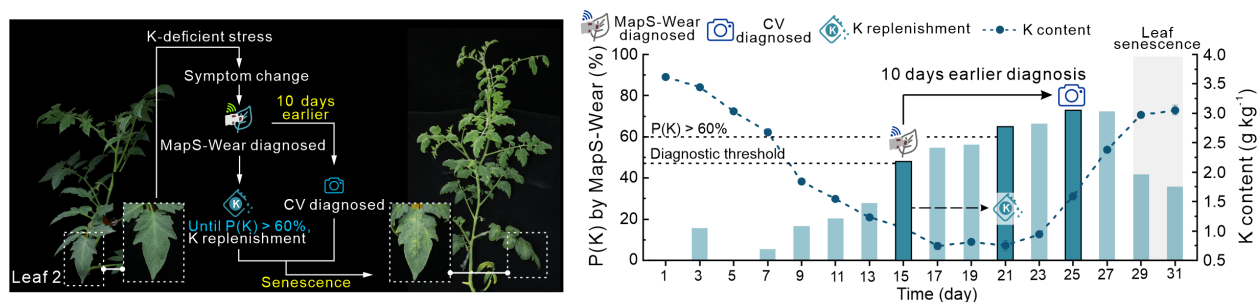 K-deficient stress
Symptom change
10 days
earlier
MapS-Wear diagnosed
CV diagnosed
K
Until P(K) > 60%,
K replenishment
Leaf 2
Senescence
MapS-Wear
diagnosed
CV
diagnosed
K
K replenishment
K content
Leaf
senescence
P(K) by MapS-Wear (%)
100
80
60
40
20
0
10 days earlier diagnosis
P(K) > 60%
Diagnostic threshold
K
4.0
3.5
3.0
2.5
2.0
1.5
1.0
0.5
K content (g kg⁻¹)
1 3 5 7 9 11 13 15 17 19 21 23 25 27 29 31
Time (day)